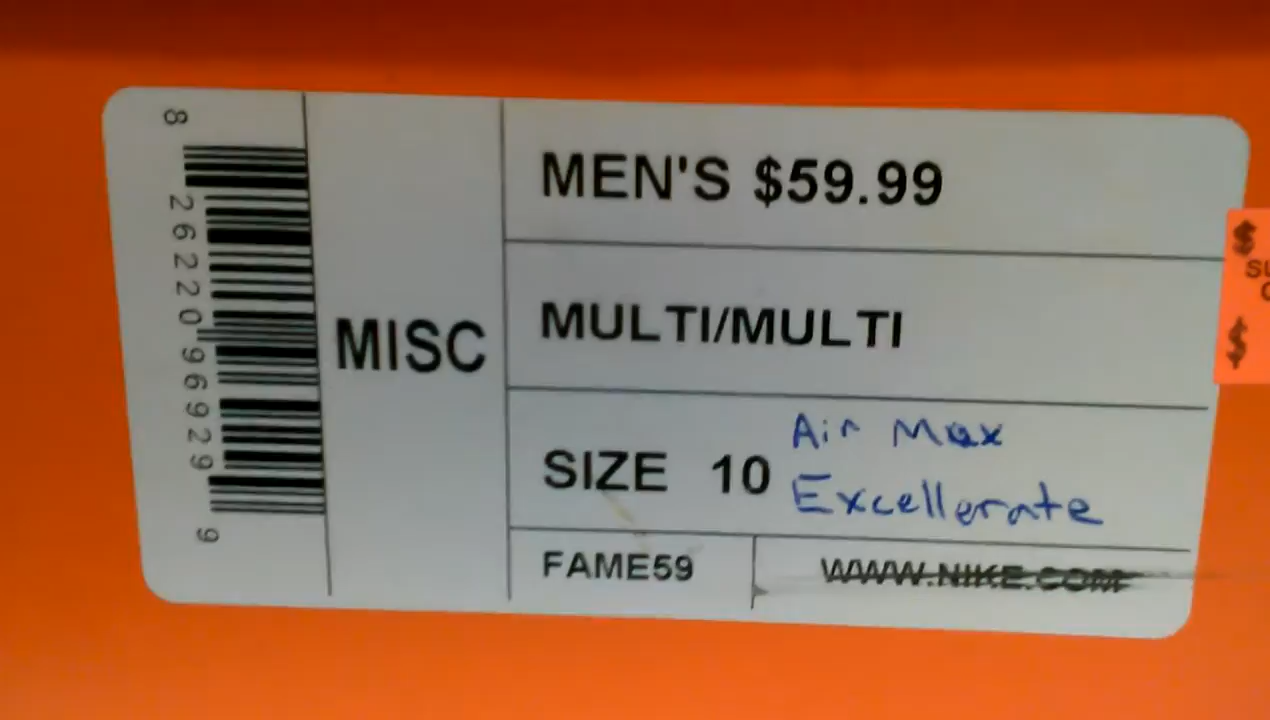 8 26220 96929 9
MISC
MEN'S $59.99
MULTI/MULTI
SIZE 10
Air Max
Excellerate
FAME59
WWW.NIKE.COM
$
$